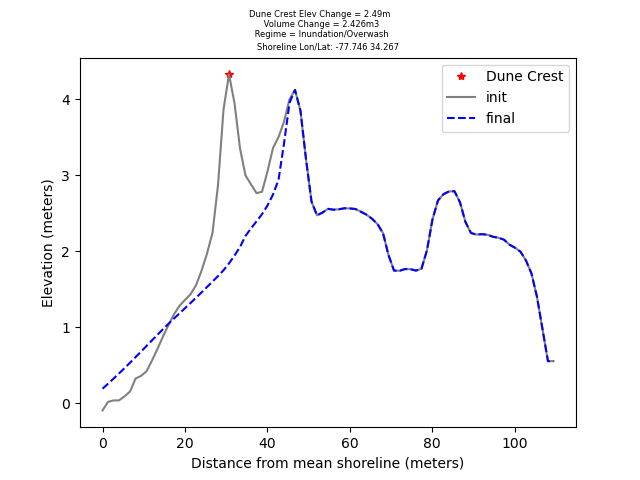 Dune Crest Elev Change = 2.49m
Volume Change = 2.426m3
Regime = Inundation/Overwash
Shoreline Lon/Lat: -77.746 34.267
Dune Crest
init
final
Elevation (meters)
4
3
2
1
0
0 20 40 60 80 100
Distance from mean shoreline (meters)